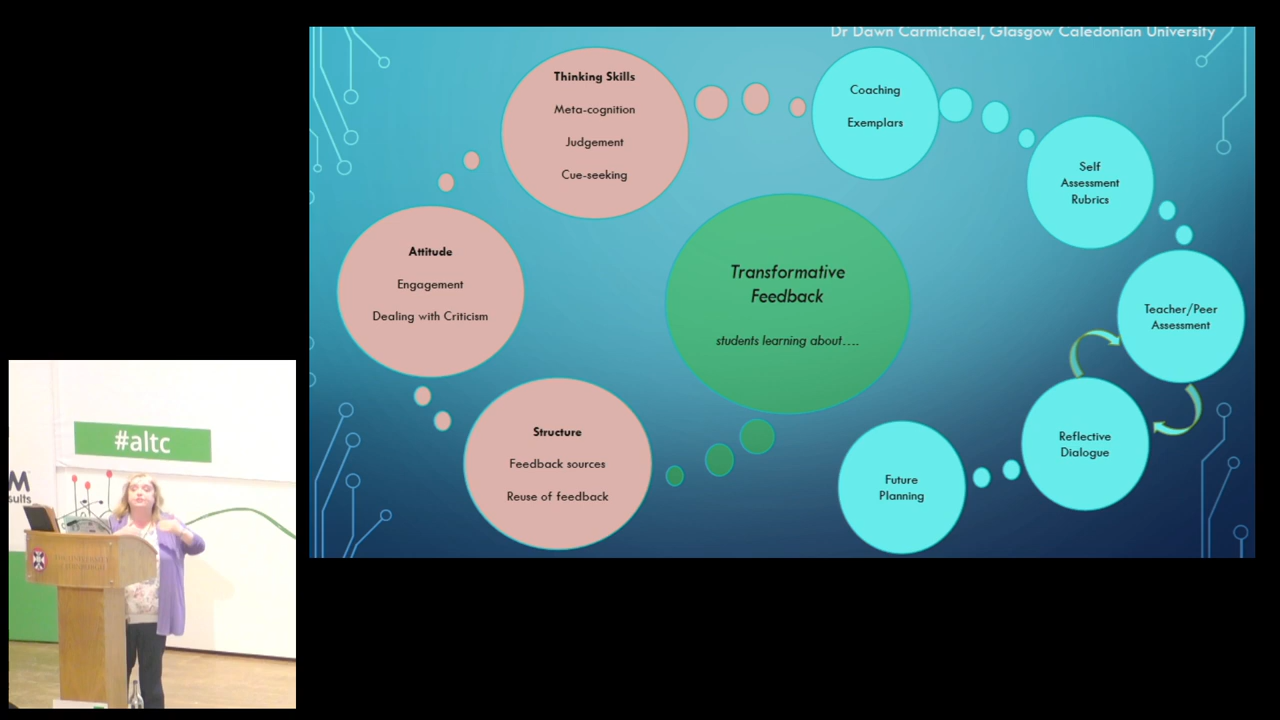 Dr Dawn Carmichael, Glasgow Caledonian University
Thinking Skills
Meta-cognition
Judgement
Cue-seeking
Coaching
Exemplars
Self
Assessment
Rubrics
Attitude
Engagement
Dealing with Criticism
Transformative
Feedback
students learning about....
Teacher/Peer
Assessment
Structure
Feedback sources
Reuse of feedback
Reflective
Dialogue
Future
Planning
#altc